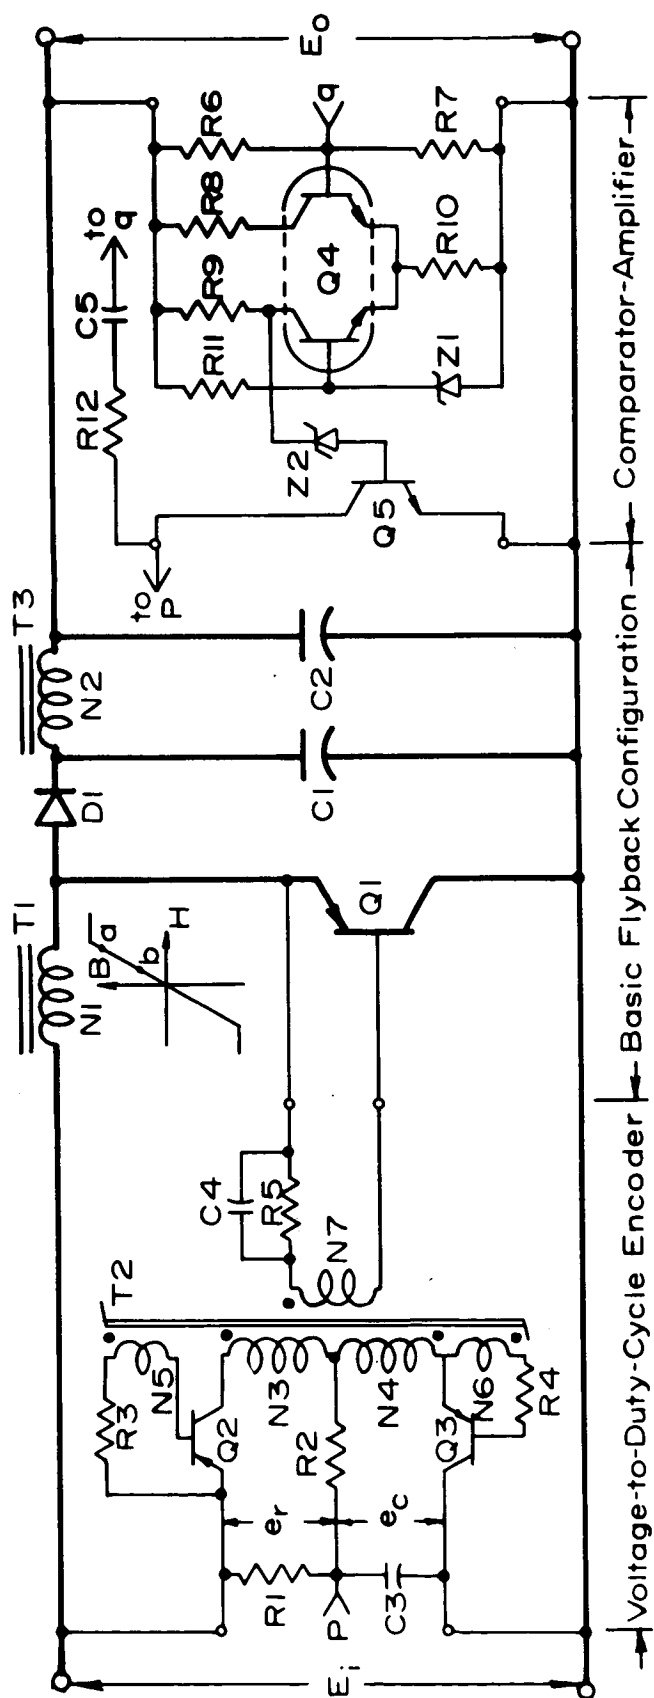 T1
T3
N1
N2
D1
B
a
b
H
C1
C2
Q1
Ei
Eo
R3
N5
T2
C4
R5
N7
Q2
N3
er
R1
R2
P
ec
C3
N4
Q3
N6
R4
to P
R12
C5
to q
R11
R9
R8
R6
Z2
Q5
Q4
q
Z1
R10
R7
Voltage-to-Duty-Cycle Encoder
Basic Flyback Configuration
Comparator-Amplifier